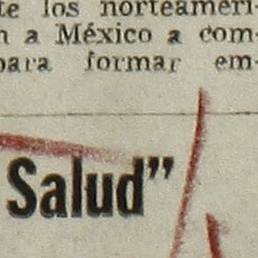 te los norteameri-
n a México a com-
para formar em-
Salud”